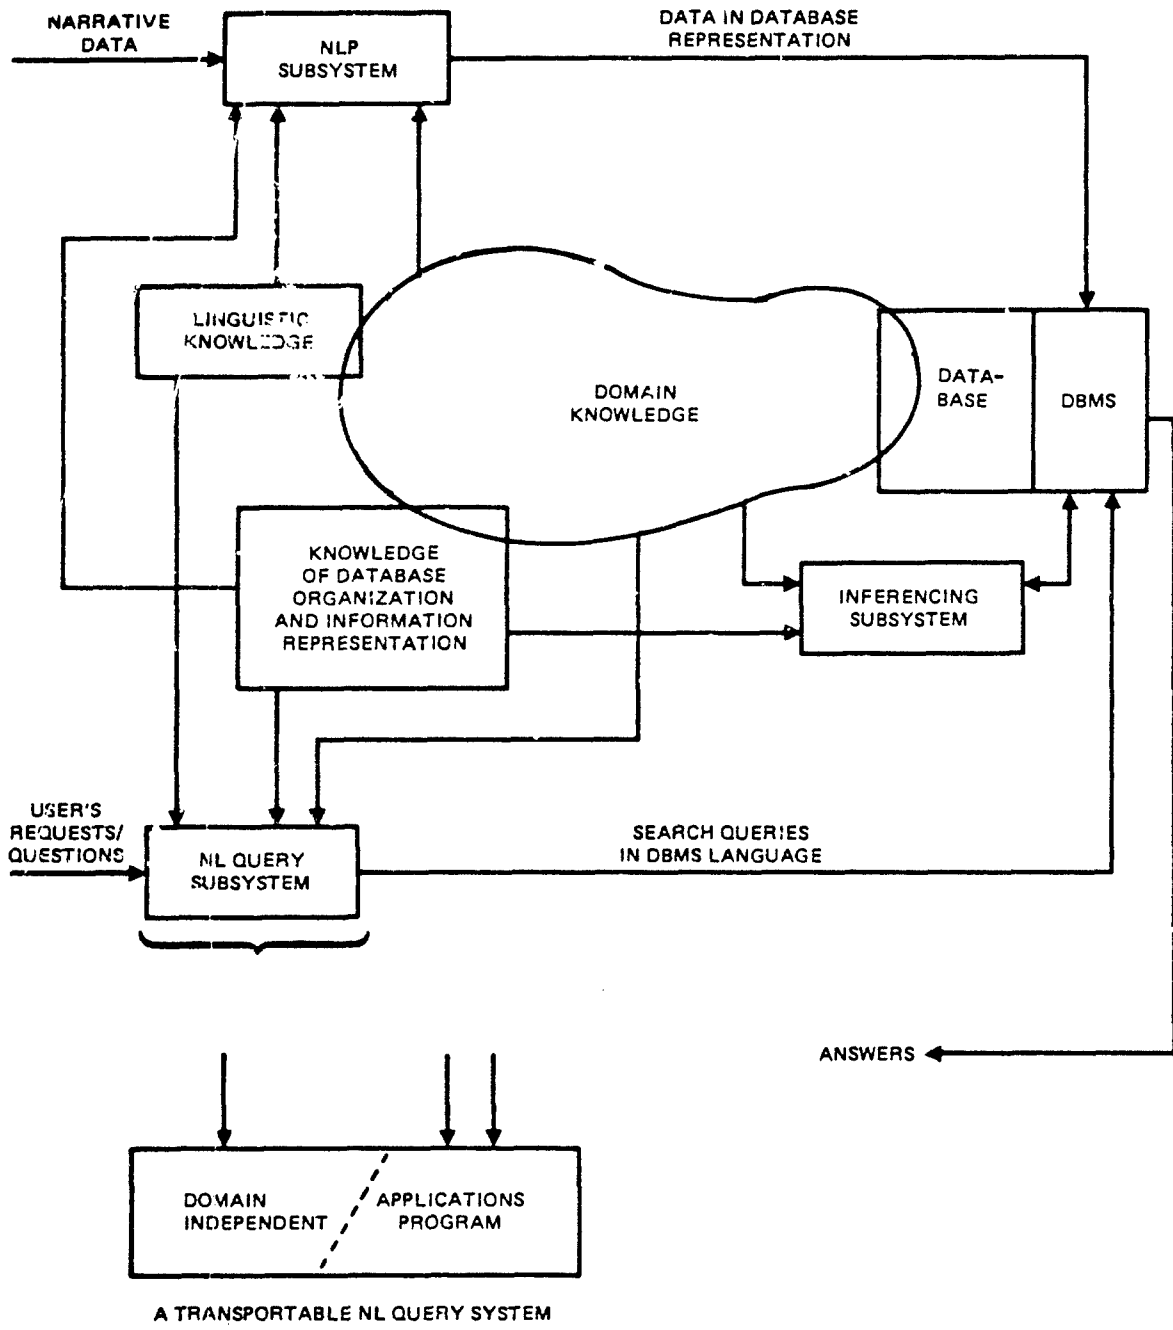 NARRATIVE
DATA
NLP
SUBSYSTEM
DATA IN DATABASE
REPRESENTATION
LINGUISTIC
KNOWLEDGE
DOMAIN
KNOWLEDGE
DATA-
BASE
DBMS
KNOWLEDGE
OF DATABASE
ORGANIZATION
AND INFORMATION
REPRESENTATION
INFERENCING
SUBSYSTEM
USER'S
REQUESTS/
QUESTIONS
NL QUERY
SUBSYSTEM
SEARCH QUERIES
IN DBMS LANGUAGE
ANSWERS
DOMAIN
INDEPENDENT
APPLICATIONS
PROGRAM
A TRANSPORTABLE NL QUERY SYSTEM